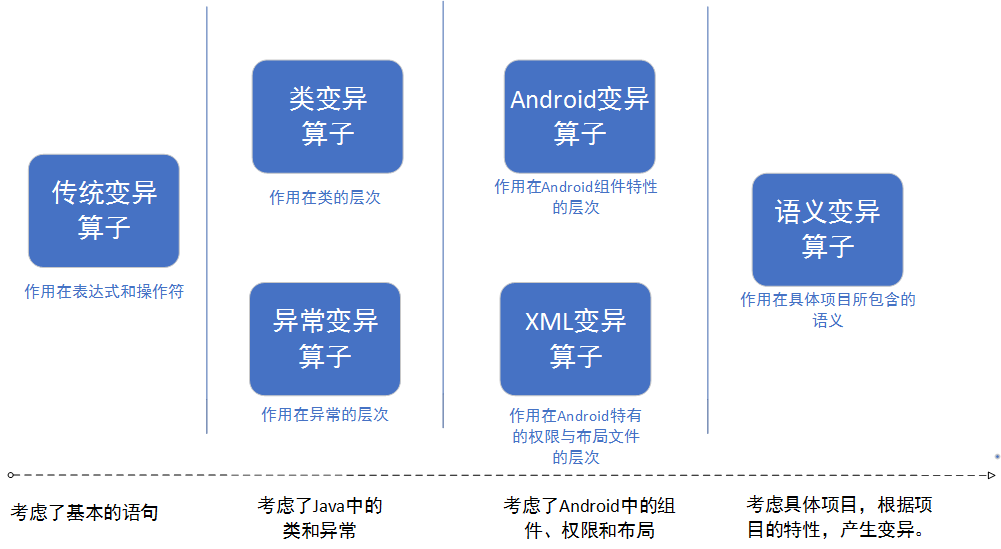 传统变异
算子
作用在表达式和操作符
类变异
算子
作用在类的层次
异常变异
算子
作用在异常的层次
Android变异
算子
作用在Android组件特性
的层次
XML变异
算子
作用在Android特有
的权限与布局文件
的层次
语义变异
算子
作用在具体项目所包含的
语义
考虑了基本的语句
考虑了Java中的
类和异常
考虑了Android中的组
件、权限和布局
考虑具体项目，根据项
目的特性，产生变异。